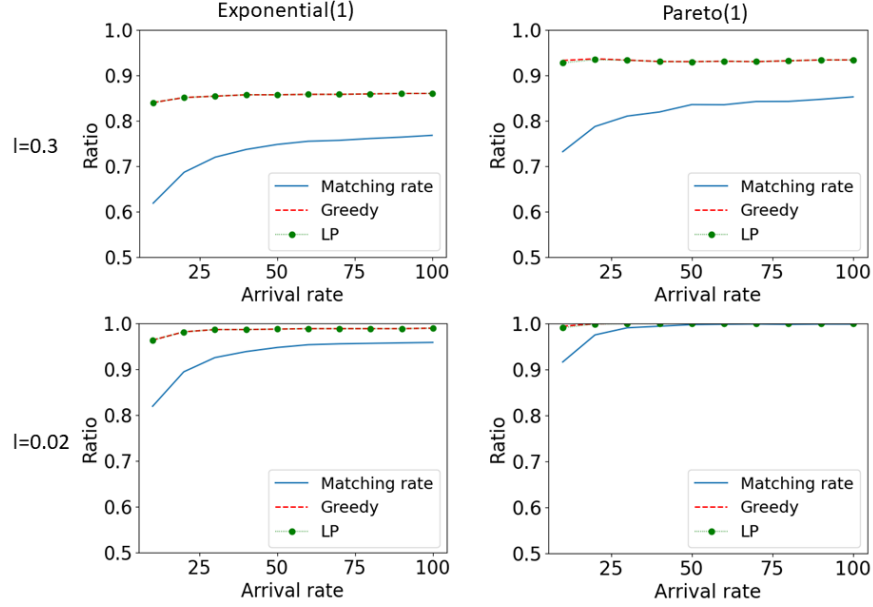 Exponential(1)
Pareto(1)
l=0.3
Ratio
1.0
0.9
0.8
0.7
0.6
0.5
Matching rate
Greedy
LP
25
50
75
100
Arrival rate
Ratio
1.0
0.9
0.8
0.7
0.6
0.5
Matching rate
Greedy
LP
25
50
75
100
Arrival rate
l=0.02
Ratio
1.0
0.9
0.8
0.7
0.6
0.5
Matching rate
Greedy
LP
25
50
75
100
Arrival rate
Ratio
1.0
0.9
0.8
0.7
0.6
0.5
Matching rate
Greedy
LP
25
50
75
100
Arrival rate